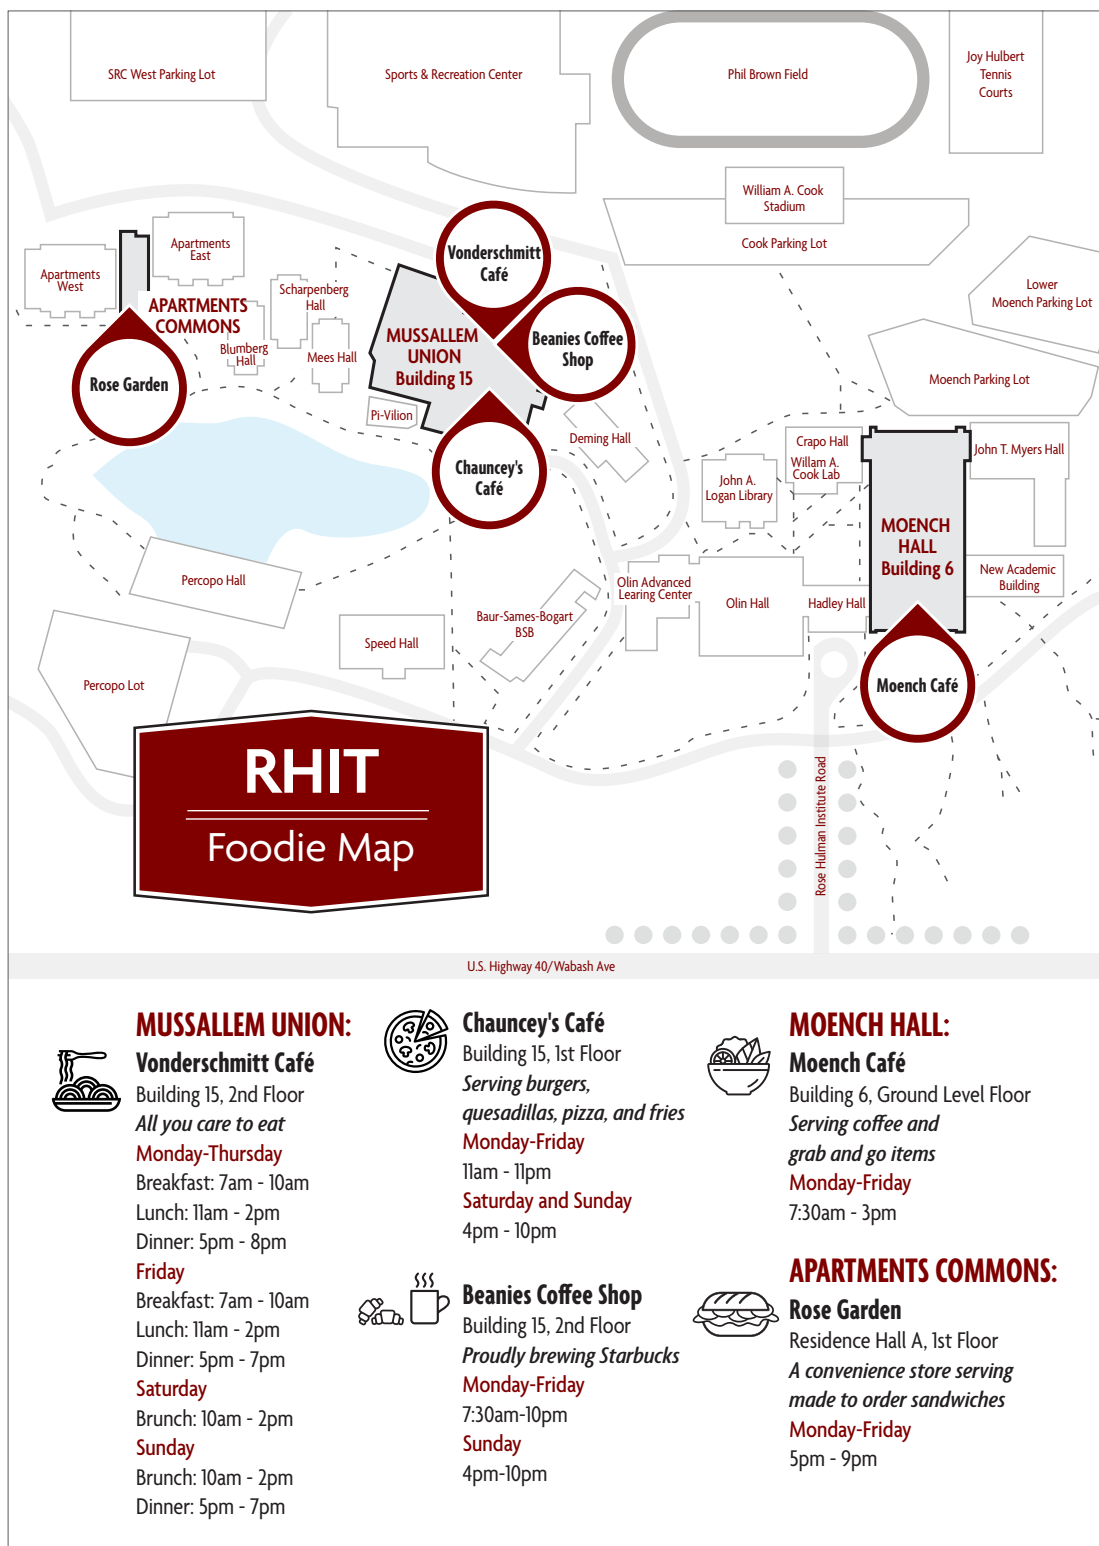 SRC West Parking Lot
Sports & Recreation Center
Phil Brown Field
Joy Hulbert
Tennis
Courts
William A. Cook
Stadium
Cook Parking Lot
Lower
Moench Parking Lot
Moench Parking Lot
Apartments
West
Apartments
East
APARTMENTS
COMMONS
Rose Garden
Scharpenberg
Hall
Blumberg
Hall
Mees Hall
Vonderschmitt
Café
Beanies Coffee
Shop
MUSSALLEM
UNION
Building 15
Pi-Vilion
Chauncey's
Café
Deming Hall
John A.
Logan Library
Crapo Hall
Willam A.
Cook Lab
John T. Myers Hall
MOENCH
HALL
Building 6
New Academic
Building
Percopo Hall
Percopo Lot
Speed Hall
Baur-Sames-Bogart
BSB
Olin Advanced
Learing Center
Olin Hall
Hadley Hall
Moench Café
RHIT
Foodie Map
Rose Hulman Institute Road
U.S. Highway 40/Wabash Ave
MUSSALLEM UNION:
Vonderschmitt Café
Building 15, 2nd Floor
All you care to eat
Monday-Thursday
Breakfast: 7am - 10am
Lunch: 11am - 2pm
Dinner: 5pm - 8pm
Friday
Breakfast: 7am - 10am
Lunch: 11am - 2pm
Dinner: 5pm - 7pm
Saturday
Brunch: 10am - 2pm
Sunday
Brunch: 10am - 2pm
Dinner: 5pm - 7pm
Chauncey's Café
Building 15, 1st Floor
Serving burgers,
quesadillas, pizza, and fries
Monday-Friday
11am - 11pm
Saturday and Sunday
4pm - 10pm
Beanies Coffee Shop
Building 15, 2nd Floor
Proudly brewing Starbucks
Monday-Friday
7:30am-10pm
Sunday
4pm-10pm
MOENCH HALL:
Moench Café
Building 6, Ground Level Floor
Serving coffee and
grab and go items
Monday-Friday
7:30am - 3pm
APARTMENTS COMMONS:
Rose Garden
Residence Hall A, 1st Floor
A convenience store serving
made to order sandwiches
Monday-Friday
5pm - 9pm